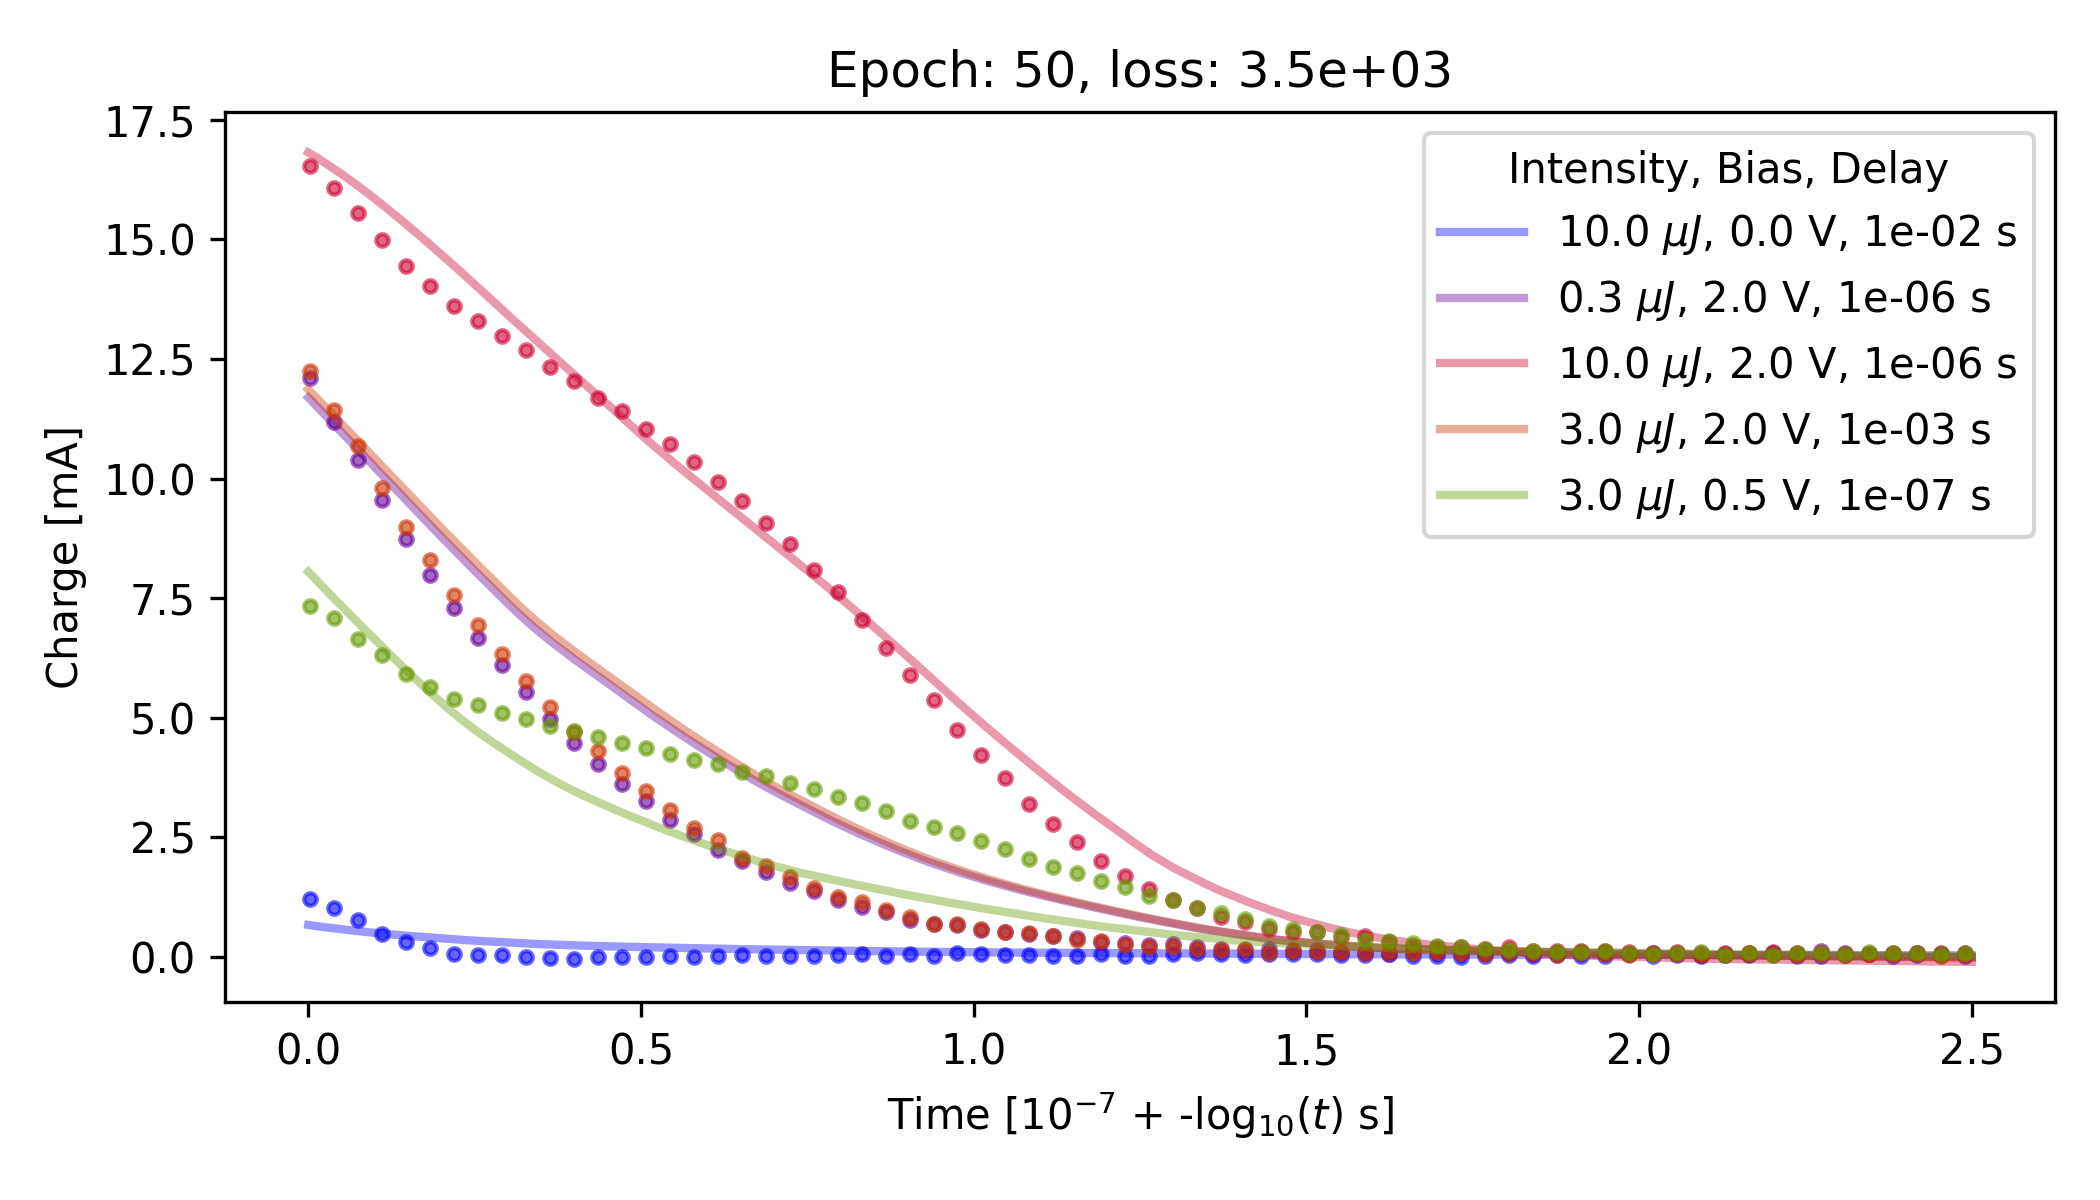 Epoch: 50, loss: 3.5e+03
17.5
15.0
12.5
10.0
7.5
5.0
2.5
0.0
Charge [mA]
Intensity, Bias, Delay
10.0 μJ, 0.0 V, 1e-02 s
0.3 μJ, 2.0 V, 1e-06 s
10.0 μJ, 2.0 V, 1e-06 s
3.0 μJ, 2.0 V, 1e-03 s
3.0 μJ, 0.5 V, 1e-07 s
0.0 0.5 1.0 1.5 2.0 2.5
Time [10⁻⁷ + -log₁₀(t) s]